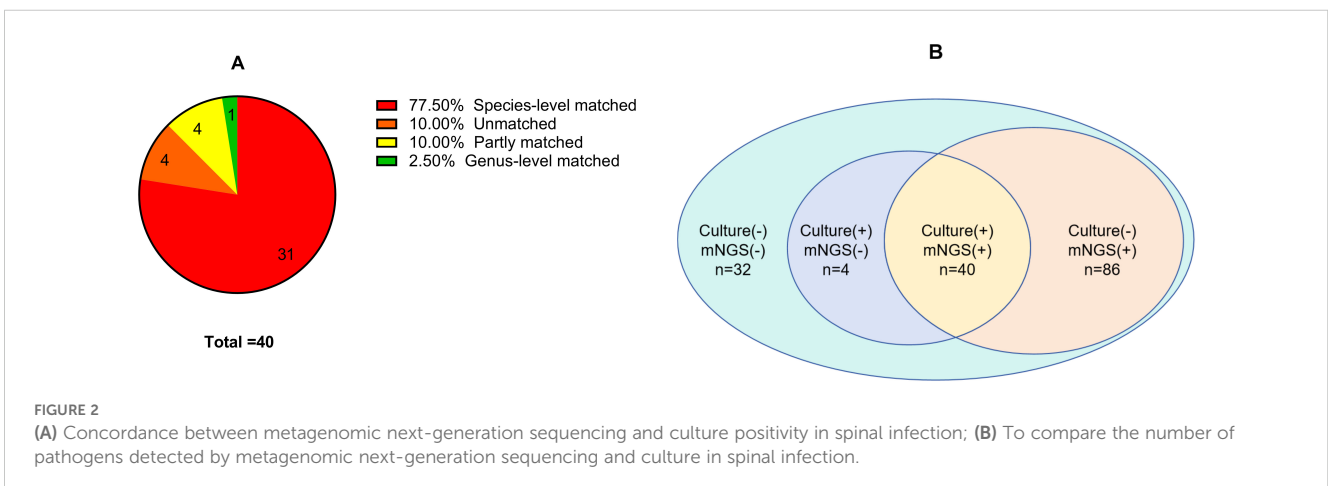 A
1
4
4
31
77.50% Species-level matched
10.00% Unmatched
10.00% Partly matched
2.50% Genus-level matched
Total =40
B
Culture(-)
mNGS(-)
n=32
Culture(+)
mNGS(-)
n=4
Culture(+)
mNGS(+)
n=40
Culture(-)
mNGS(+)
n=86
FIGURE 2
(A) Concordance between metagenomic next-generation sequencing and culture positivity in spinal infection; (B) To compare the number of
pathogens detected by metagenomic next-generation sequencing and culture in spinal infection.